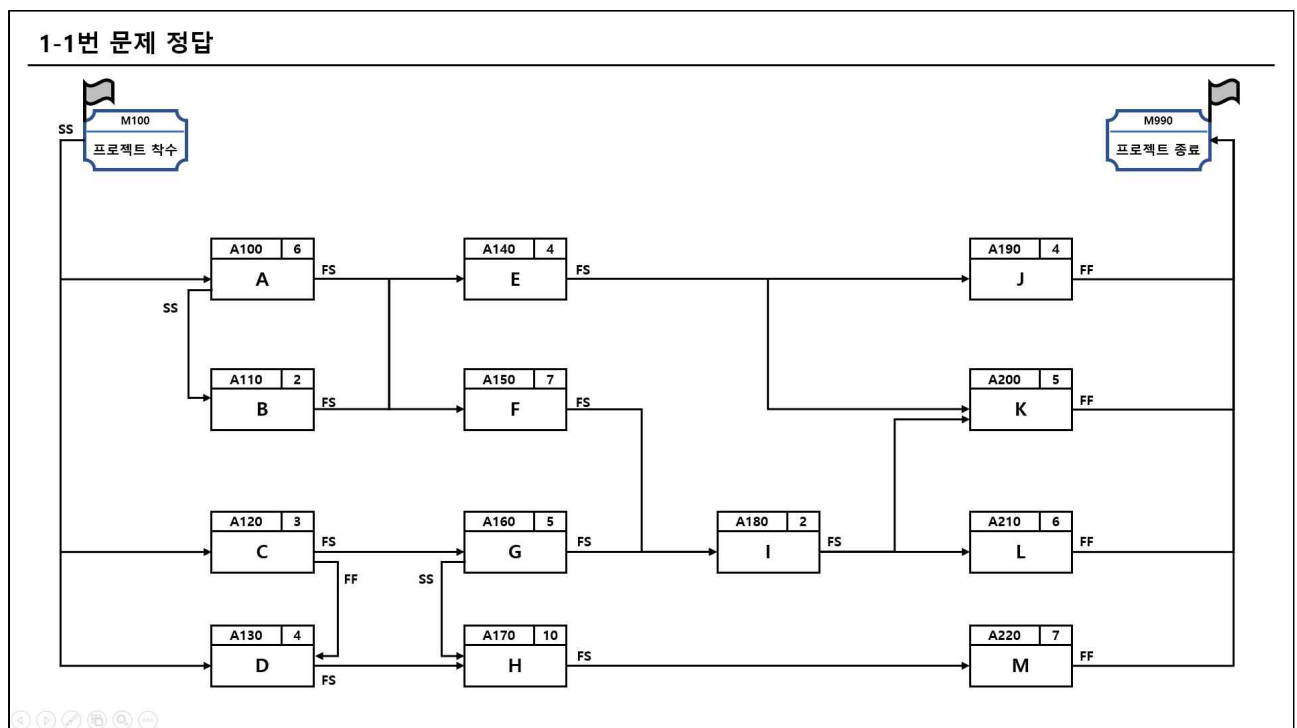 1-1번 문제 정답
M100
SS
프로젝트 착수
M990
프로젝트 종료
A100 6
A
FS
SS
A140 4
E
FS
A190 4
J
FF
A110 2
B
FS
A150 7
F
FS
A200 5
K
FF
A120 3
C
FS
FF
A160 5
G
FS
SS
A180 2
I
FS
A210 6
L
FF
A130 4
D
FS
A170 10
H
FS
A220 7
M
FF